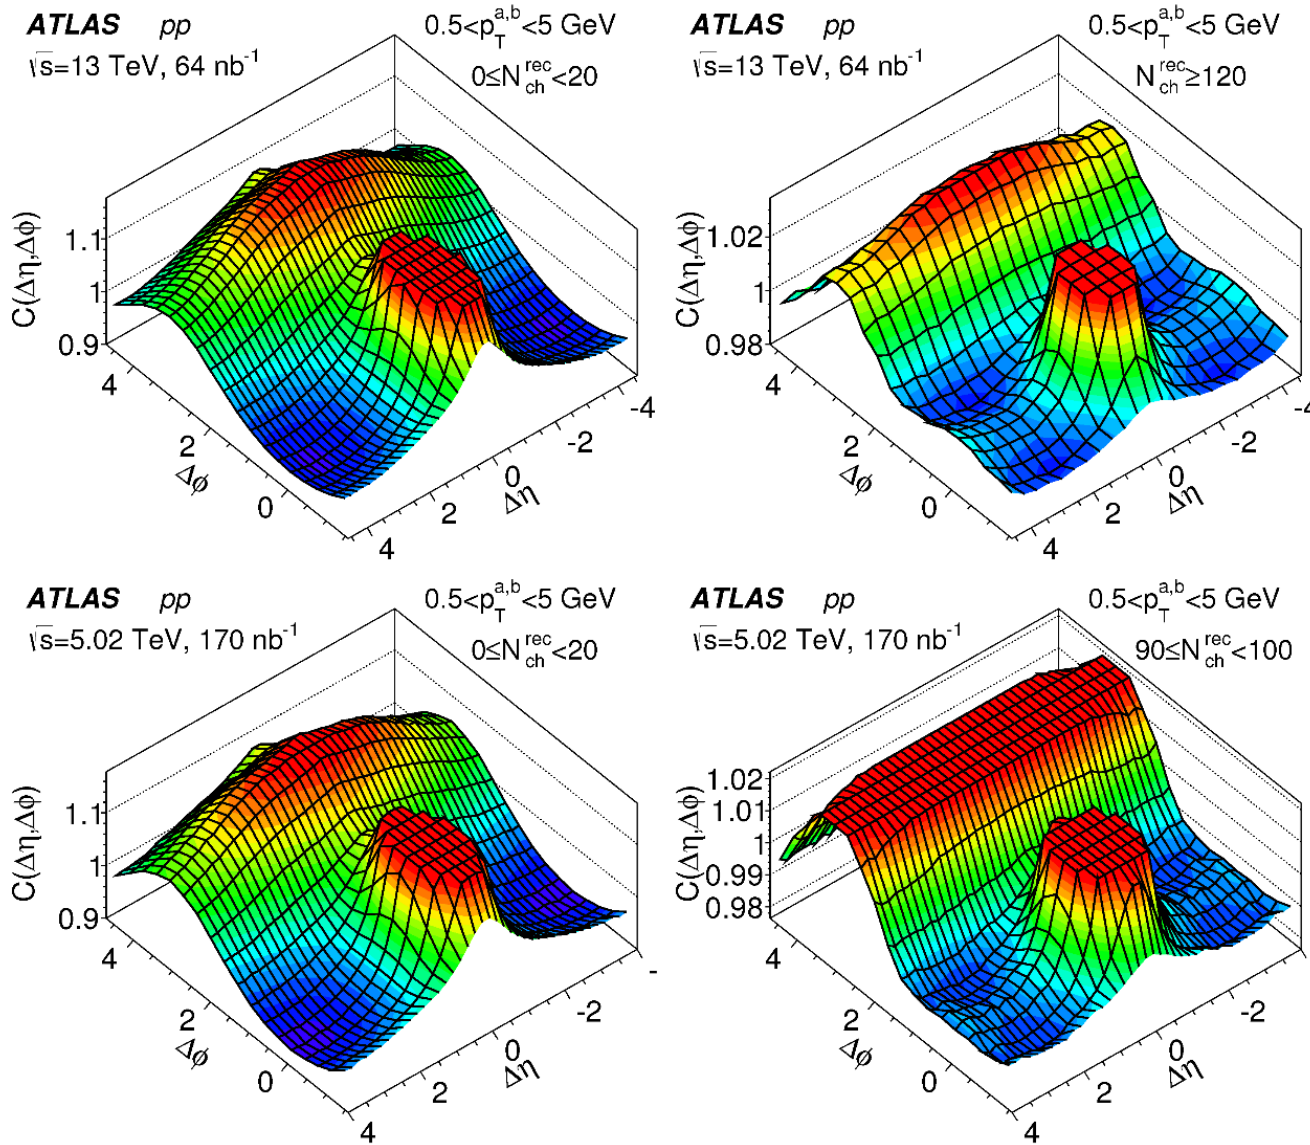 ATLAS pp 0.5<p_T^{a,b}<5 GeV
√s=13 TeV, 64 nb⁻¹ 0≤N_ch^rec<20
C(Δη,Δϕ)
1.1
1
0.9
4
2
0
Δϕ
4
2
0
-2
-4
Δη
ATLAS pp 0.5<p_T^{a,b}<5 GeV
√s=13 TeV, 64 nb⁻¹ N_ch^rec≥120
C(Δη,Δϕ)
1.02
1
0.98
4
2
0
Δϕ
4
2
0
-2
-4
Δη
ATLAS pp 0.5<p_T^{a,b}<5 GeV
√s=5.02 TeV, 170 nb⁻¹ 0≤N_ch^rec<20
C(Δη,Δϕ)
1.1
1
0.9
4
2
0
Δϕ
4
2
0
-2
-
Δη
ATLAS pp 0.5<p_T^{a,b}<5 GeV
√s=5.02 TeV, 170 nb⁻¹ 90≤N_ch^rec<100
C(Δη,Δϕ)
1.02
1.01
1
0.99
0.98
4
2
0
Δϕ
4
2
0
-2
Δη